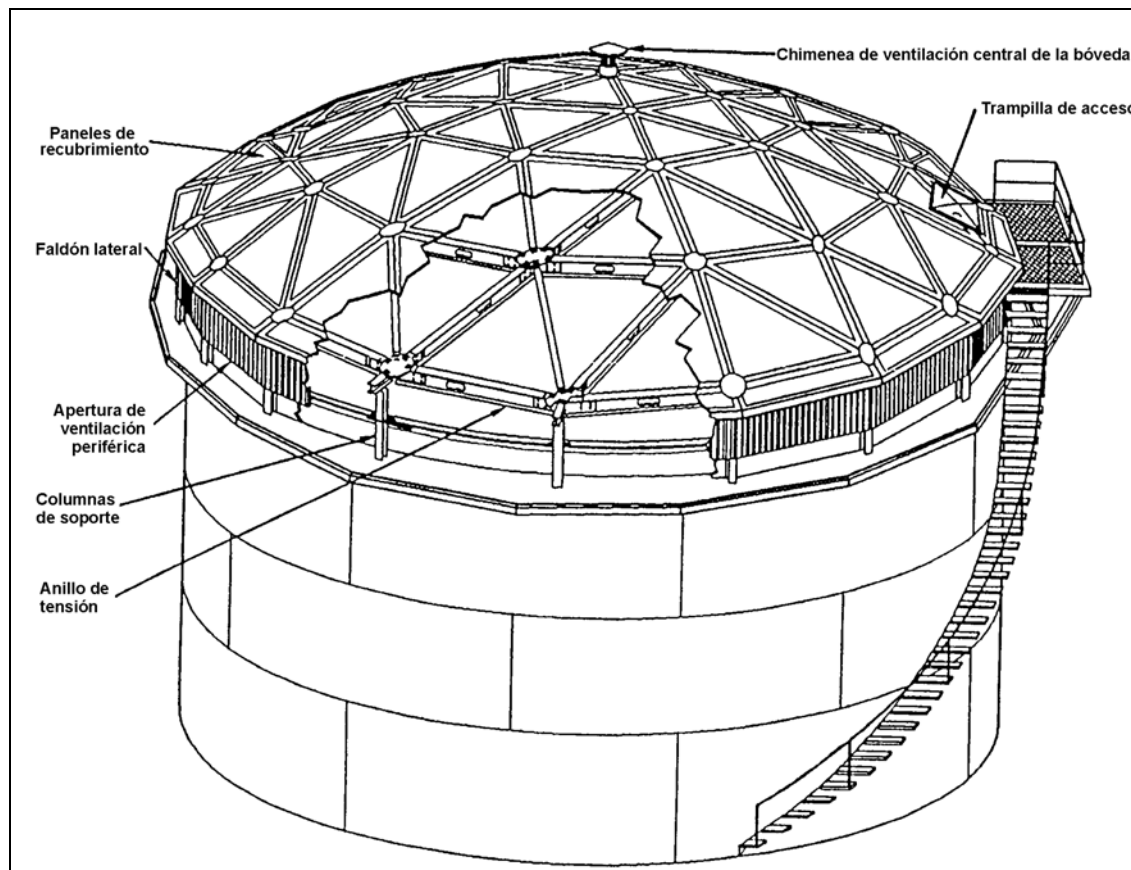 Chimenea de ventilación central de la bóveda
Trampilla de acceso
Paneles de
recubrimiento
Faldón lateral
Apertura de
ventilación
periférica
Columnas
de soporte
Anillo de
tensión